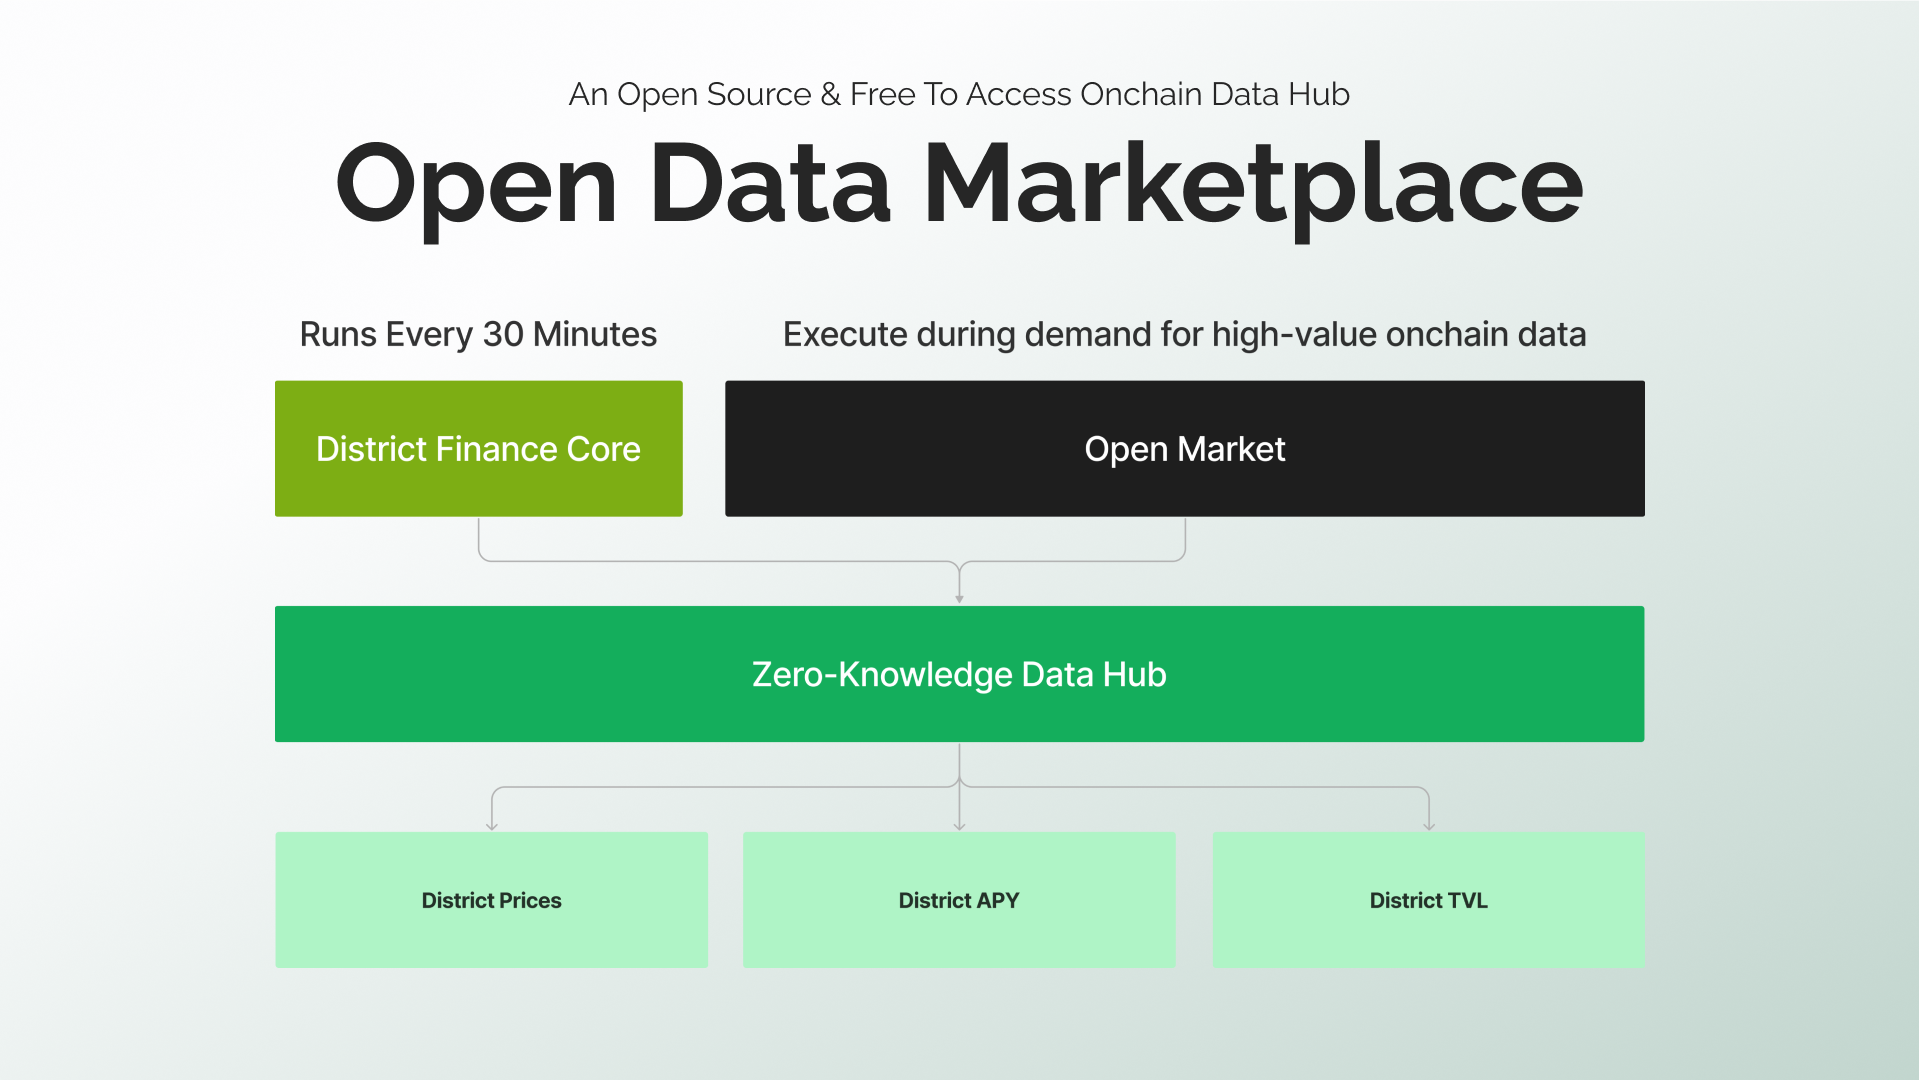 An Open Source & Free To Access Onchain Data Hub
Open Data Marketplace
Runs Every 30 Minutes
Execute during demand for high-value onchain data
District Finance Core
Open Market
Zero-Knowledge Data Hub
District Prices
District APY
District TVL